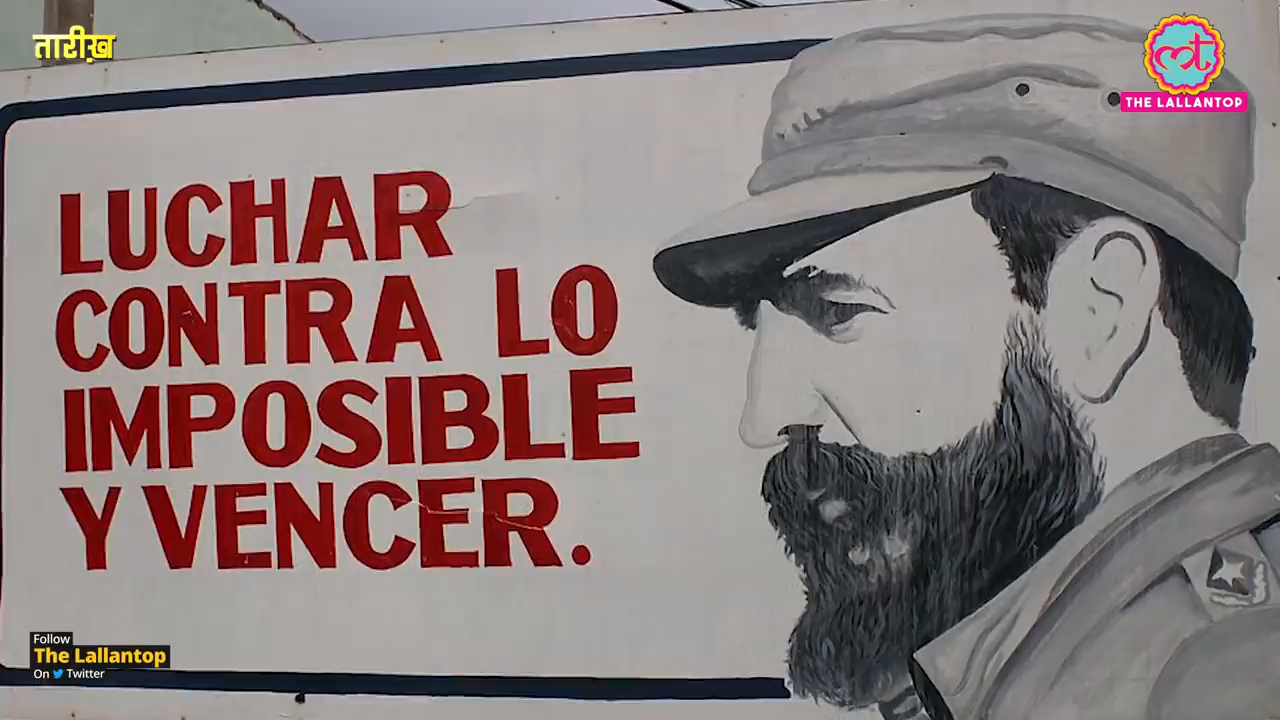 तारीख़
THE LALLANTOP
LUCHAR
CONTRA LO
IMPOSIBLE
Y VENCER.
Follow
The Lallantop
On Twitter